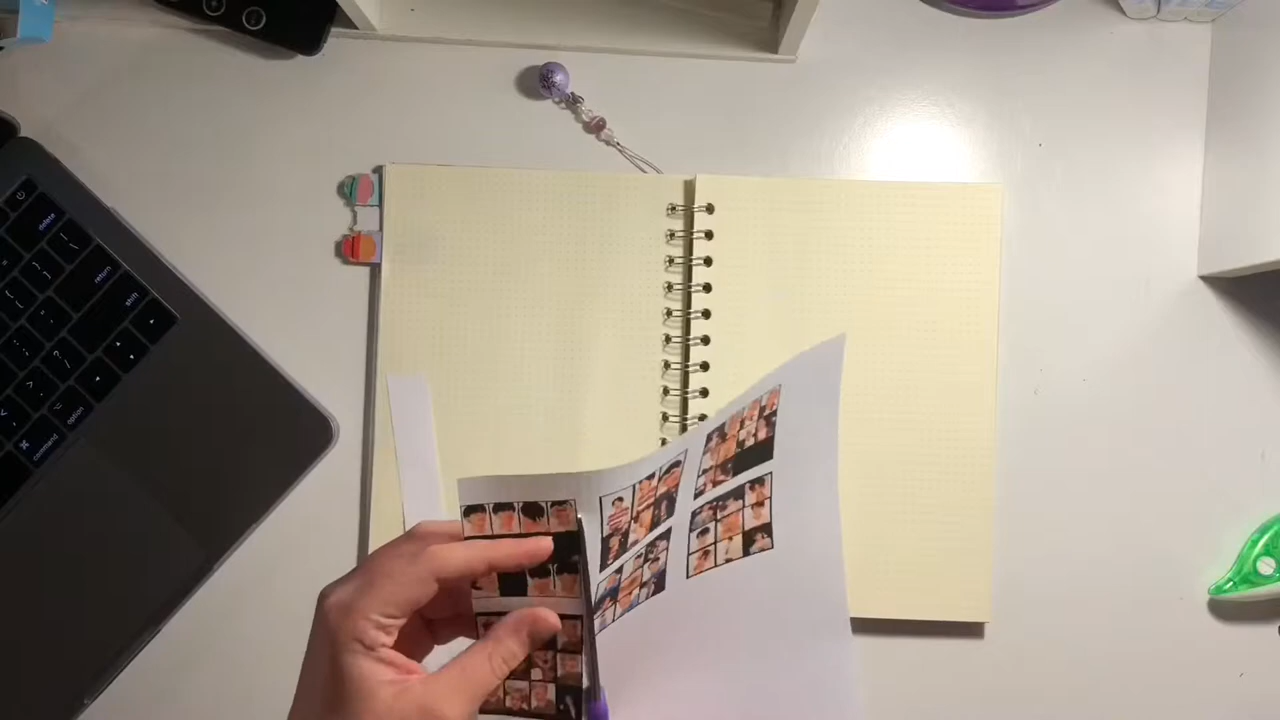 delete
return
shift
option
command